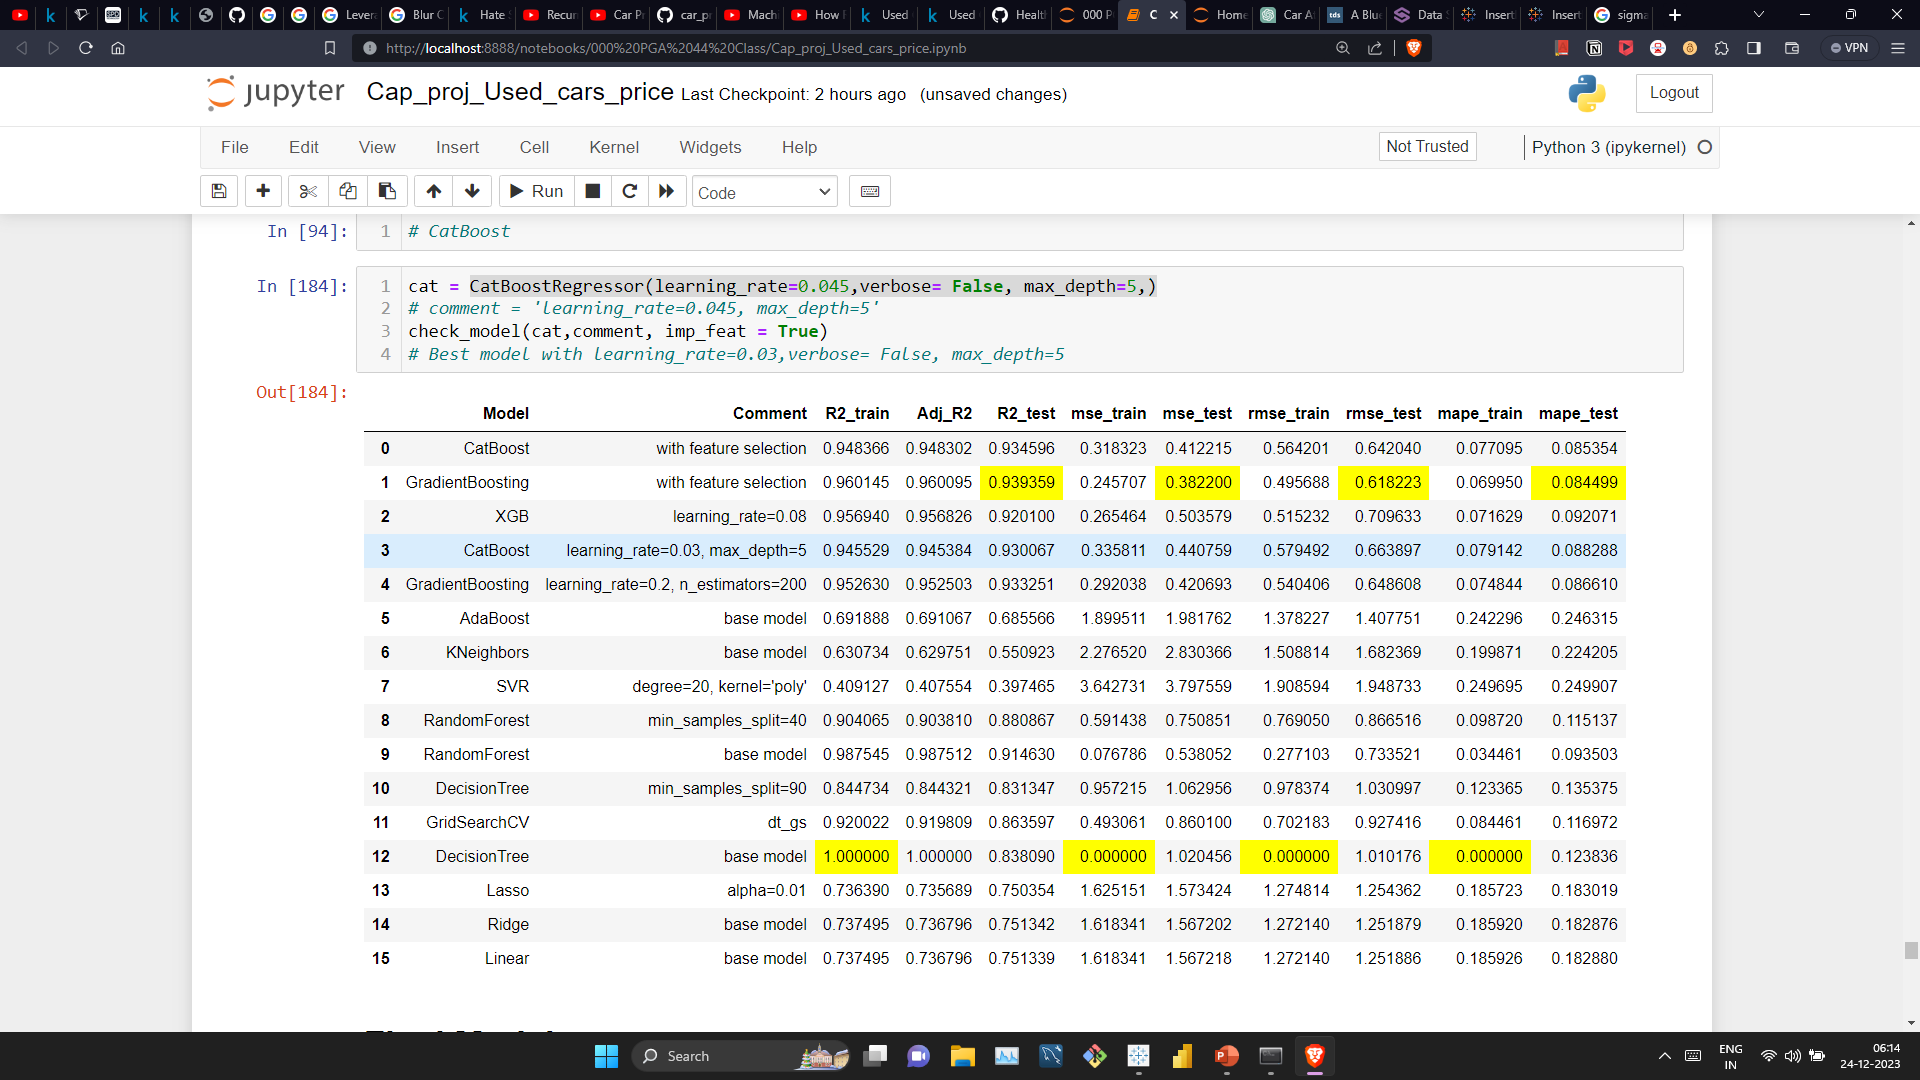 Levera
Blur C
Hate S
Recur
Car Pr
car_pr
Machi
How I
Used
Used
Health
000 P
C
Home
Car Al
tds A Blue
Data S
Inserti
Insert
sigma
http://localhost:8888/notebooks/000%20PGA%2044%20Class/Cap_proj_Used_cars_price.ipynb
VPN
jupyter Cap_proj_Used_cars_price Last Checkpoint: 2 hours ago (unsaved changes)
Logout
File Edit View Insert Cell Kernel Widgets Help
Not Trusted
Python 3 (ipykernel)
Run
Code
In [94]: 1 # CatBoost
In [184]: 1 cat = CatBoostRegressor(learning_rate=0.045,verbose= False, max_depth=5,)
2 # comment = 'learning_rate=0.045, max_depth=5'
3 check_model(cat,comment, imp_feat = True)
4 # Best model with learning_rate=0.03,verbose= False, max_depth=5
Out[184]:
Model Comment R2_train Adj_R2 R2_test mse_train mse_test rmse_train rmse_test mape_train mape_test
0 CatBoost with feature selection 0.948366 0.948302 0.934596 0.318323 0.412215 0.564201 0.642040 0.077095 0.085354
1 GradientBoosting with feature selection 0.960145 0.960095 0.939359 0.245707 0.382200 0.495688 0.618223 0.069950 0.084499
2 XGB learning_rate=0.08 0.956940 0.956826 0.920100 0.265464 0.503579 0.515232 0.709633 0.071629 0.092071
3 CatBoost learning_rate=0.03, max_depth=5 0.945529 0.945384 0.930067 0.335811 0.440759 0.579492 0.663897 0.079142 0.088288
4 GradientBoosting learning_rate=0.2, n_estimators=200 0.952630 0.952503 0.933251 0.292038 0.420693 0.540406 0.648608 0.074844 0.086610
5 AdaBoost base model 0.691888 0.691067 0.685566 1.899511 1.981762 1.378227 1.407751 0.242296 0.246315
6 KNeighbors base model 0.630734 0.629751 0.550923 2.276520 2.830366 1.508814 1.682369 0.199871 0.224205
7 SVR degree=20, kernel='poly' 0.409127 0.407554 0.397465 3.642731 3.797559 1.908594 1.948733 0.249695 0.249907
8 RandomForest min_samples_split=40 0.904065 0.903810 0.880867 0.591438 0.750851 0.769050 0.866516 0.098720 0.115137
9 RandomForest base model 0.987545 0.987512 0.914630 0.076786 0.538052 0.277103 0.733521 0.034461 0.093503
10 DecisionTree min_samples_split=90 0.844734 0.844321 0.831347 0.957215 1.062956 0.978374 1.030997 0.123365 0.135375
11 GridSearchCV dt_gs 0.920022 0.919809 0.863597 0.493061 0.860100 0.702183 0.927416 0.084461 0.116972
12 DecisionTree base model 1.000000 1.000000 0.838090 0.000000 1.020456 0.000000 1.010176 0.000000 0.123836
13 Lasso alpha=0.01 0.736390 0.735689 0.750354 1.625151 1.573424 1.274814 1.254362 0.185723 0.183019
14 Ridge base model 0.737495 0.736796 0.751342 1.618341 1.567202 1.272140 1.251879 0.185920 0.182876
15 Linear base model 0.737495 0.736796 0.751339 1.618341 1.567218 1.272140 1.251886 0.185926 0.182880
Search
ENG
IN
06:14
24-12-2023